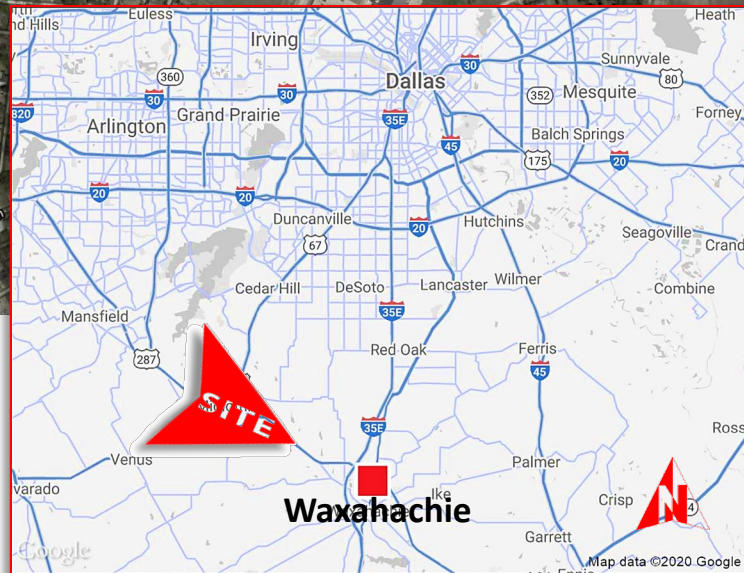 Euless
nd Hills
Heath
Irving
Sunnyvale
360
30
80
Dallas
352
Mesquite
30
30
820
Grand Prairie
35E
Forney
Arlington
Balch Springs
45
175
20
20
20
Duncanville
Hutchins
20
Seagoville
67
Crand
Cedar Hill
DeSoto
Lancaster
Wilmer
Combine
35E
Mansfield
287
Red Oak
Ferris
45
SITE
35E
Ross
Venus
Palmer
varado
Ike
Crisp
N
Waxahachie
Garrett
Google
Map data ©2020 Google